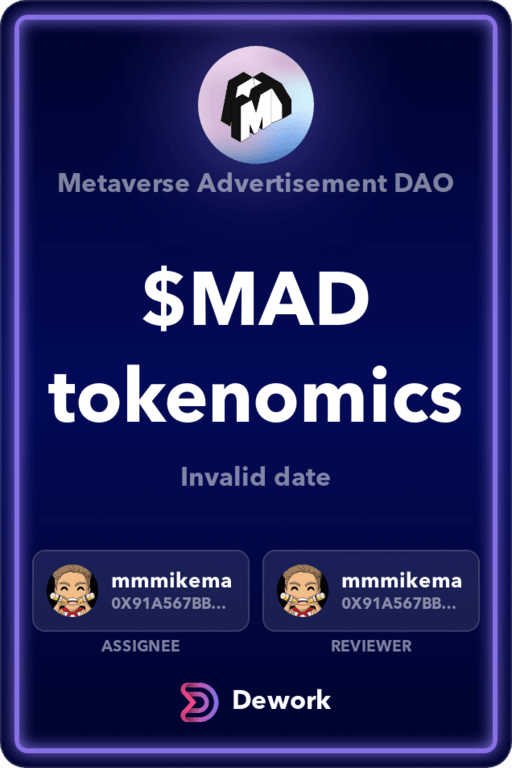 M
Metaverse Advertisement DAO
$MAD
tokenomics
Invalid date
mmmikema
0X91A567BB...
mmmikema
0X91A567BB...
ASSIGNEE
REVIEWER
Dework